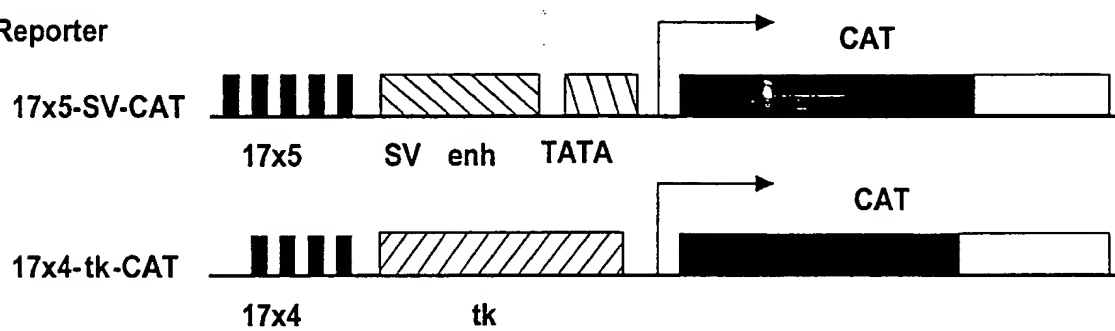 Reporter
CAT
17x5-SV-CAT
17x5 SV enh TATA
CAT
17x4-tk-CAT
17x4 tk